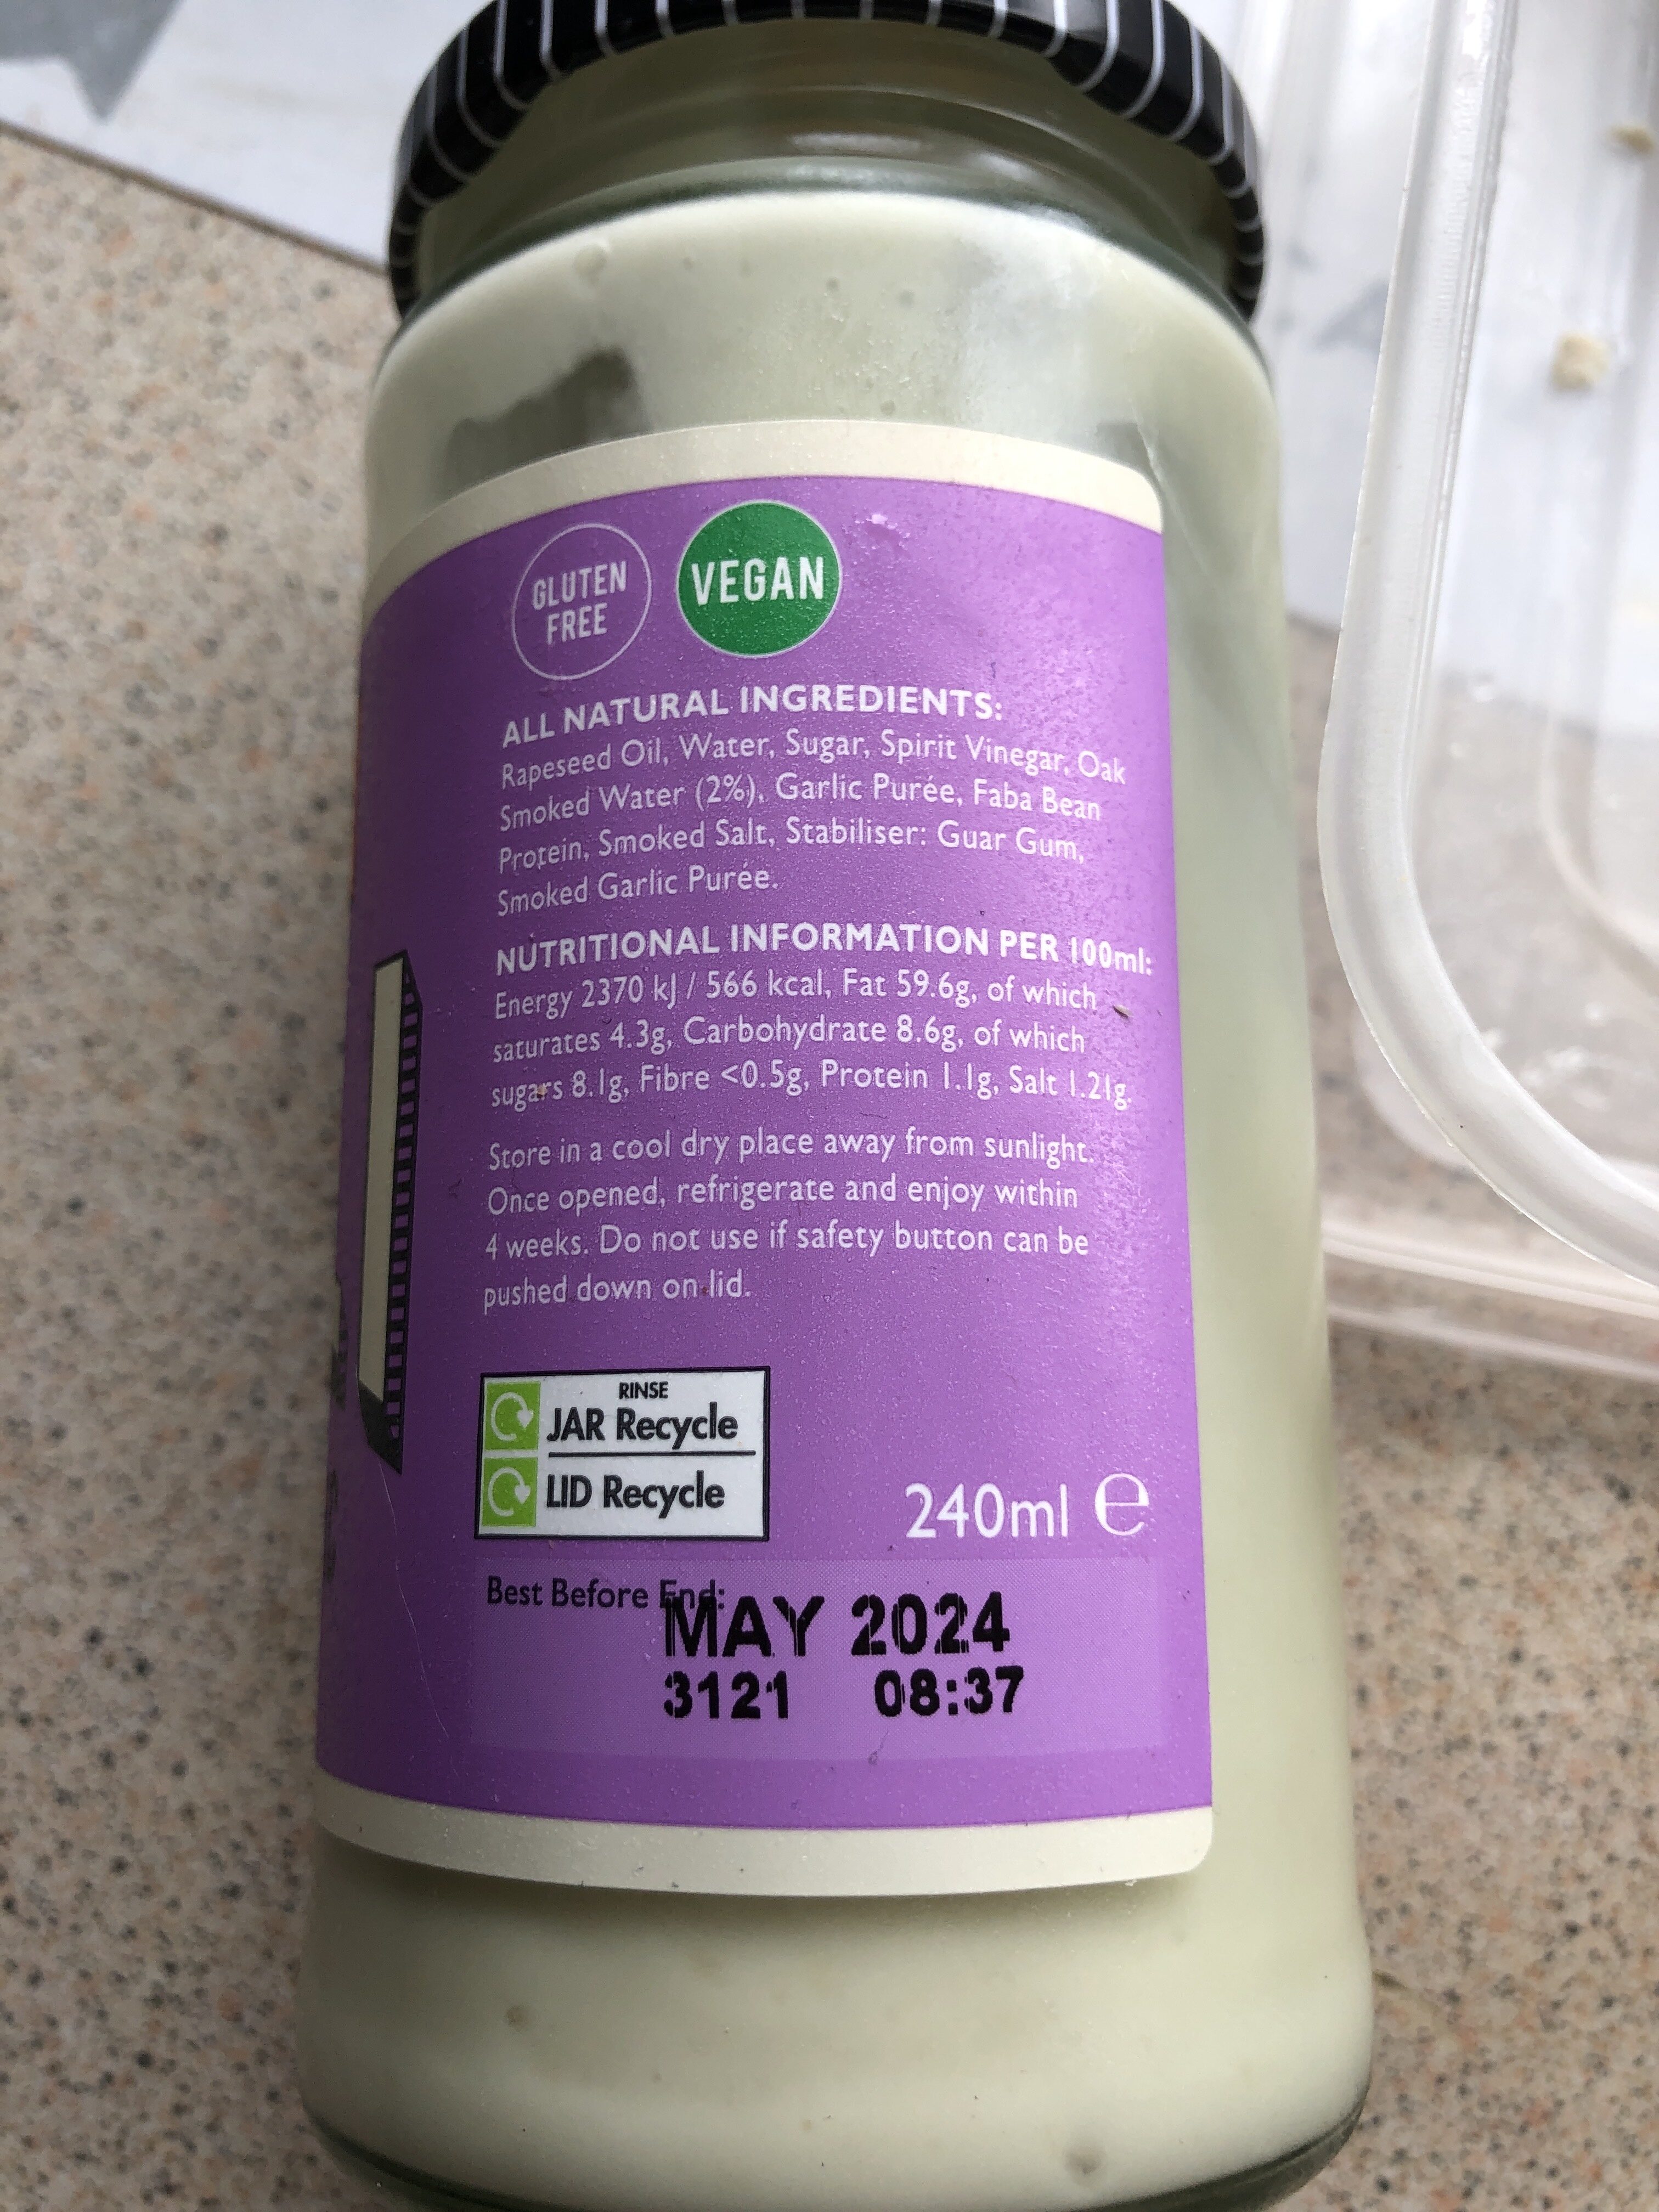 GLUTEN
FREE
VEGAN
ALL NATURAL INGREDIENTS:
Rapeseed Oil, Water, Sugar, Spirit Vinegar, Oak
Smoked Water (2%), Garlic Purée, Faba Bean
Protein, Smoked Salt, Stabiliser: Guar Gum,
Smoked Garlic Purée.
NUTRITIONAL INFORMATION PER 100ml:
Energy 2370 kJ / 566 kcal, Fat 59.6g, of which
saturates 4.3g, Carbohydrate 8.6g, of which
sugars 8.1g, Fibre <0.5g, Protein 1.1g, Salt 1.21g.
Store in a cool dry place away from sunlight.
Once opened, refrigerate and enjoy within
4 weeks. Do not use if safety button can be
pushed down on lid.
RINSE
JAR Recycle
LID Recycle
240ml e
Best Before End:
MAY 2024
3121 08:37